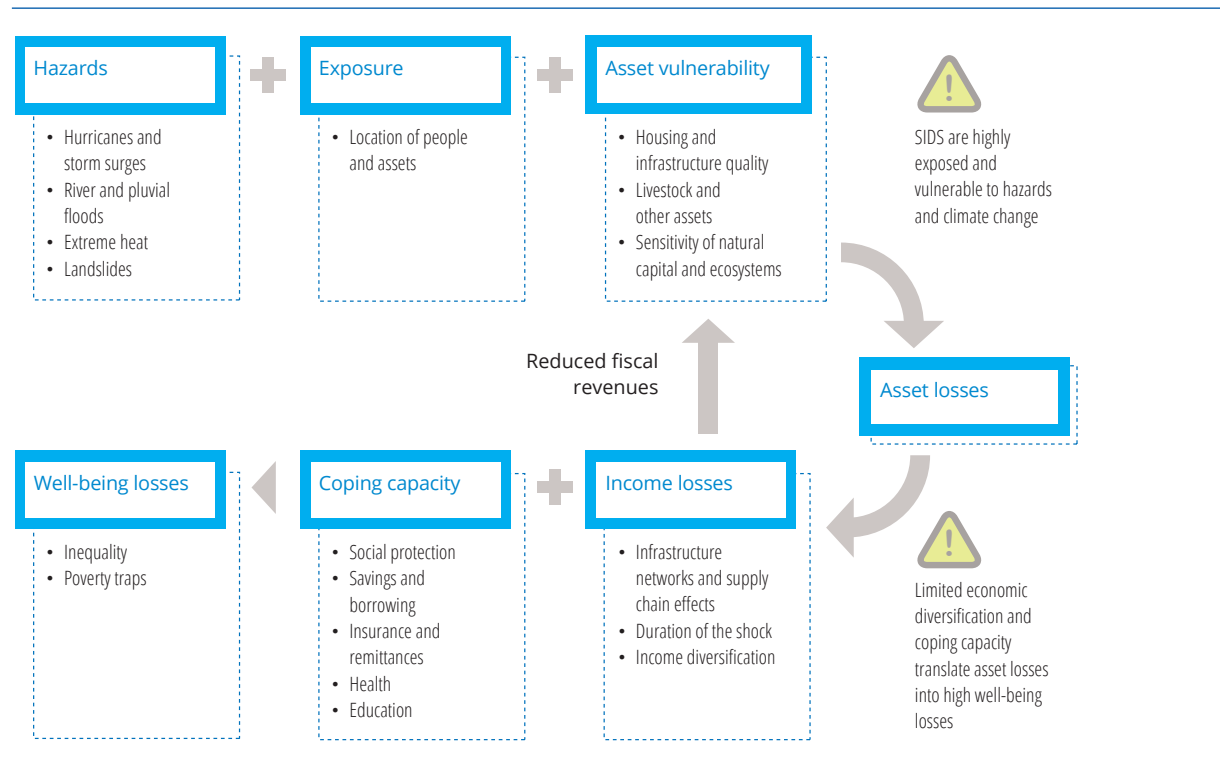 Hazards
• Hurricanes and
storm surges
• River and pluvial
floods
• Extreme heat
• Landslides
Exposure
• Location of people
and assets
Asset vulnerability
• Housing and
infrastructure quality
• Livestock and
other assets
• Sensitivity of natural
capital and ecosystems
!
SIDS are highly
exposed and
vulnerable to hazards
and climate change
Reduced fiscal
revenues
Asset losses
Well-being losses
• Inequality
• Poverty traps
Coping capacity
• Social protection
• Savings and
borrowing
• Insurance and
remittances
• Health
• Education
Income losses
• Infrastructure
networks and supply
chain effects
• Duration of the shock
• Income diversification
!
Limited economic
diversification and
coping capacity
translate asset losses
into high well-being
losses